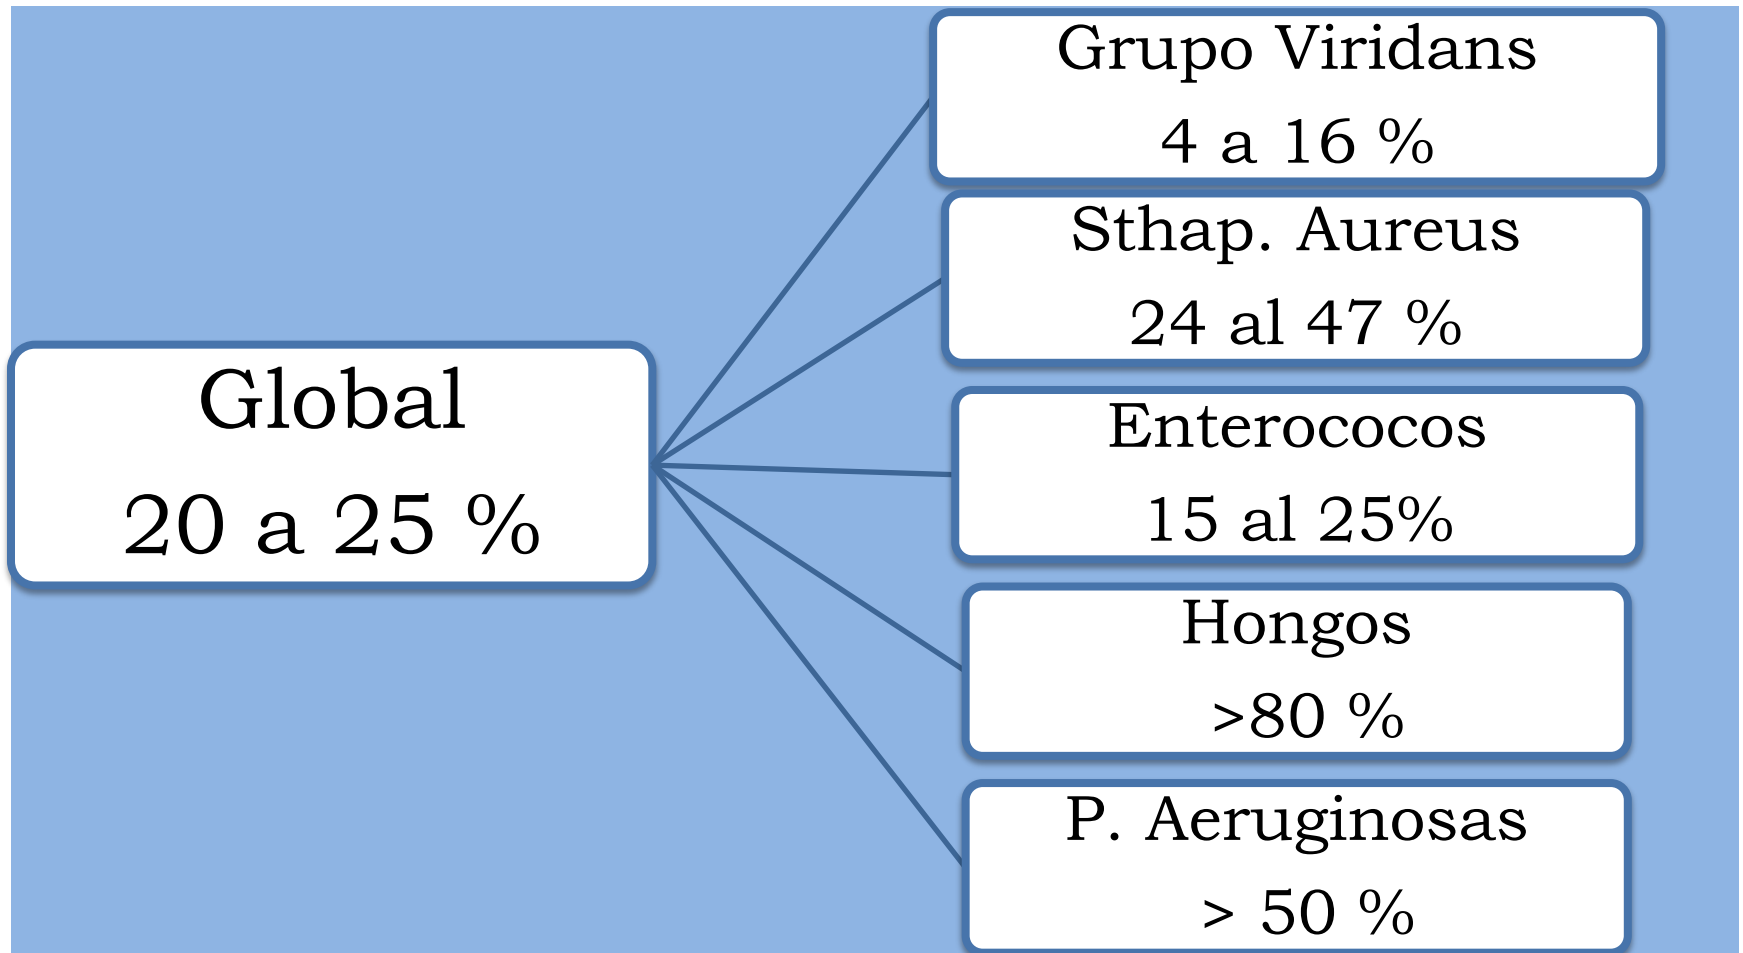 Global
20 a 25 %
Grupo Viridans
4 a 16 %
Sthap. Aureus
24 al 47 %
Enterococos
15 al 25%
Hongos
>80 %
P. Aeruginosas
> 50 %